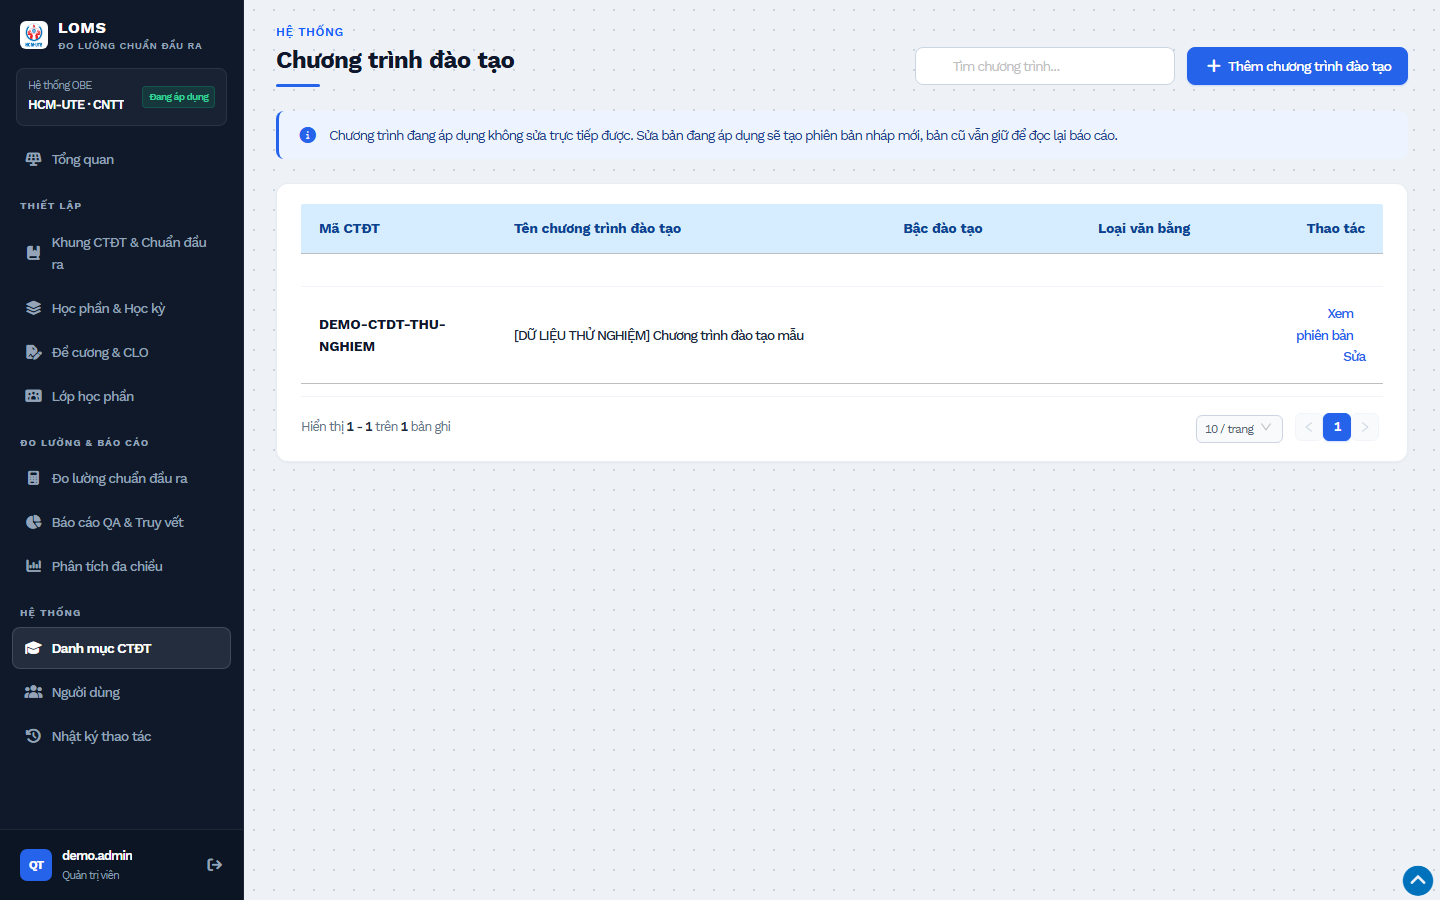 LOMS
ĐO LƯỜNG CHUẨN ĐẦU RA
HCM-UTE
Hệ thống OBE
HCM-UTE · CNTT
Đang áp dụng
Tổng quan
THIẾT LẬP
Khung CTĐT & Chuẩn đầu
ra
Học phần & Học kỳ
Đề cương & CLO
Lớp học phần
ĐO LƯỜNG & BÁO CÁO
Đo lường chuẩn đầu ra
Báo cáo QA & Truy vết
Phân tích đa chiều
HỆ THỐNG
Danh mục CTĐT
Người dùng
Nhật ký thao tác
QT
demo.admin
Quản trị viên
HỆ THỐNG
Chương trình đào tạo
Tìm chương trình...
Thêm chương trình đào tạo
Chương trình đang áp dụng không sửa trực tiếp được. Sửa bản đang áp dụng sẽ tạo phiên bản nháp mới, bản cũ vẫn giữ để đọc lại báo cáo.
Mã CTĐT Tên chương trình đào tạo Bậc đào tạo Loại văn bằng Thao tác
DEMO-CTDT-THU-
NGHIEM
[DỮ LIỆU THỬ NGHIỆM] Chương trình đào tạo mẫu
Xem
phiên bản
Sửa
Hiển thị 1 - 1 trên 1 bản ghi
10 / trang
1